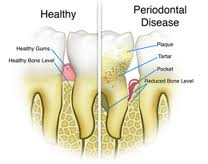 Healthy
Periodontal
Disease
Healthy Gums
Healthy Bone Level
Plaque
Tartar
Pocket
Reduced Bone Level